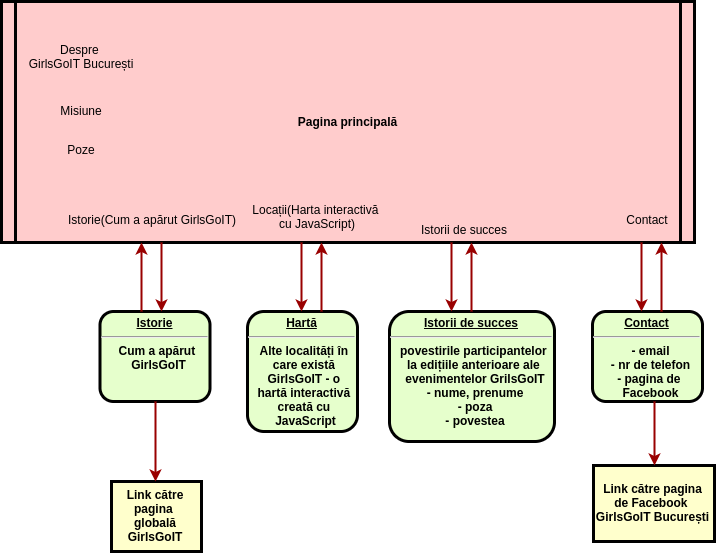 Despre
GirlsGoIT București
Misiune
Pagina principală
Poze
Istorie(Cum a apărut GirlsGoIT)
Locații(Harta interactivă
cu JavaScript)
Istorii de succes
Contact
Istorie
Cum a apărut
GirlsGoIT
Hartă
Alte localități în
care există
GirlsGoIT - o
hartă interactivă
creată cu
JavaScript
Istorii de succes
povestirile participantelor
la edițiile anterioare ale
evenimentelor GrilsGoIT
- nume, prenume
- poza
- povestea
Contact
- email
- nr de telefon
- pagina de
Facebook
Link către
pagina
globală
GirlsGoIT
Link către pagina
de Facebook
GirlsGoIT București